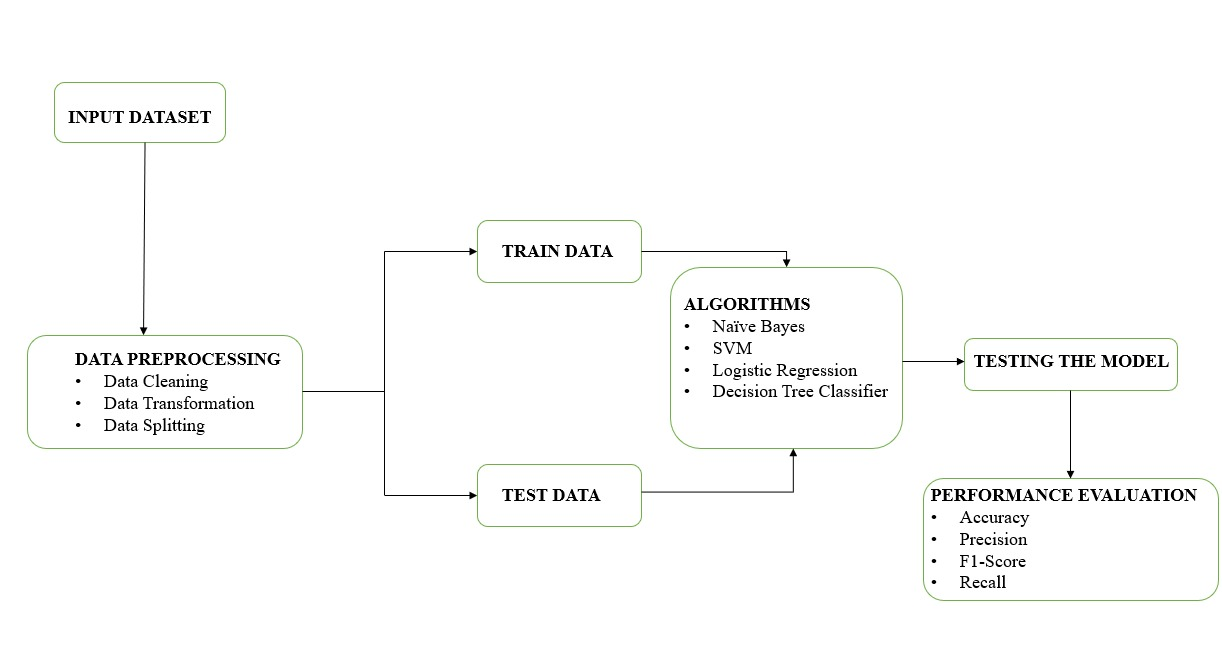 INPUT DATASET
DATA PREPROCESSING
• Data Cleaning
• Data Transformation
• Data Splitting
TRAIN DATA
TEST DATA
ALGORITHMS
• Naïve Bayes
• SVM
• Logistic Regression
• Decision Tree Classifier
TESTING THE MODEL
PERFORMANCE EVALUATION
• Accuracy
• Precision
• F1-Score
• Recall